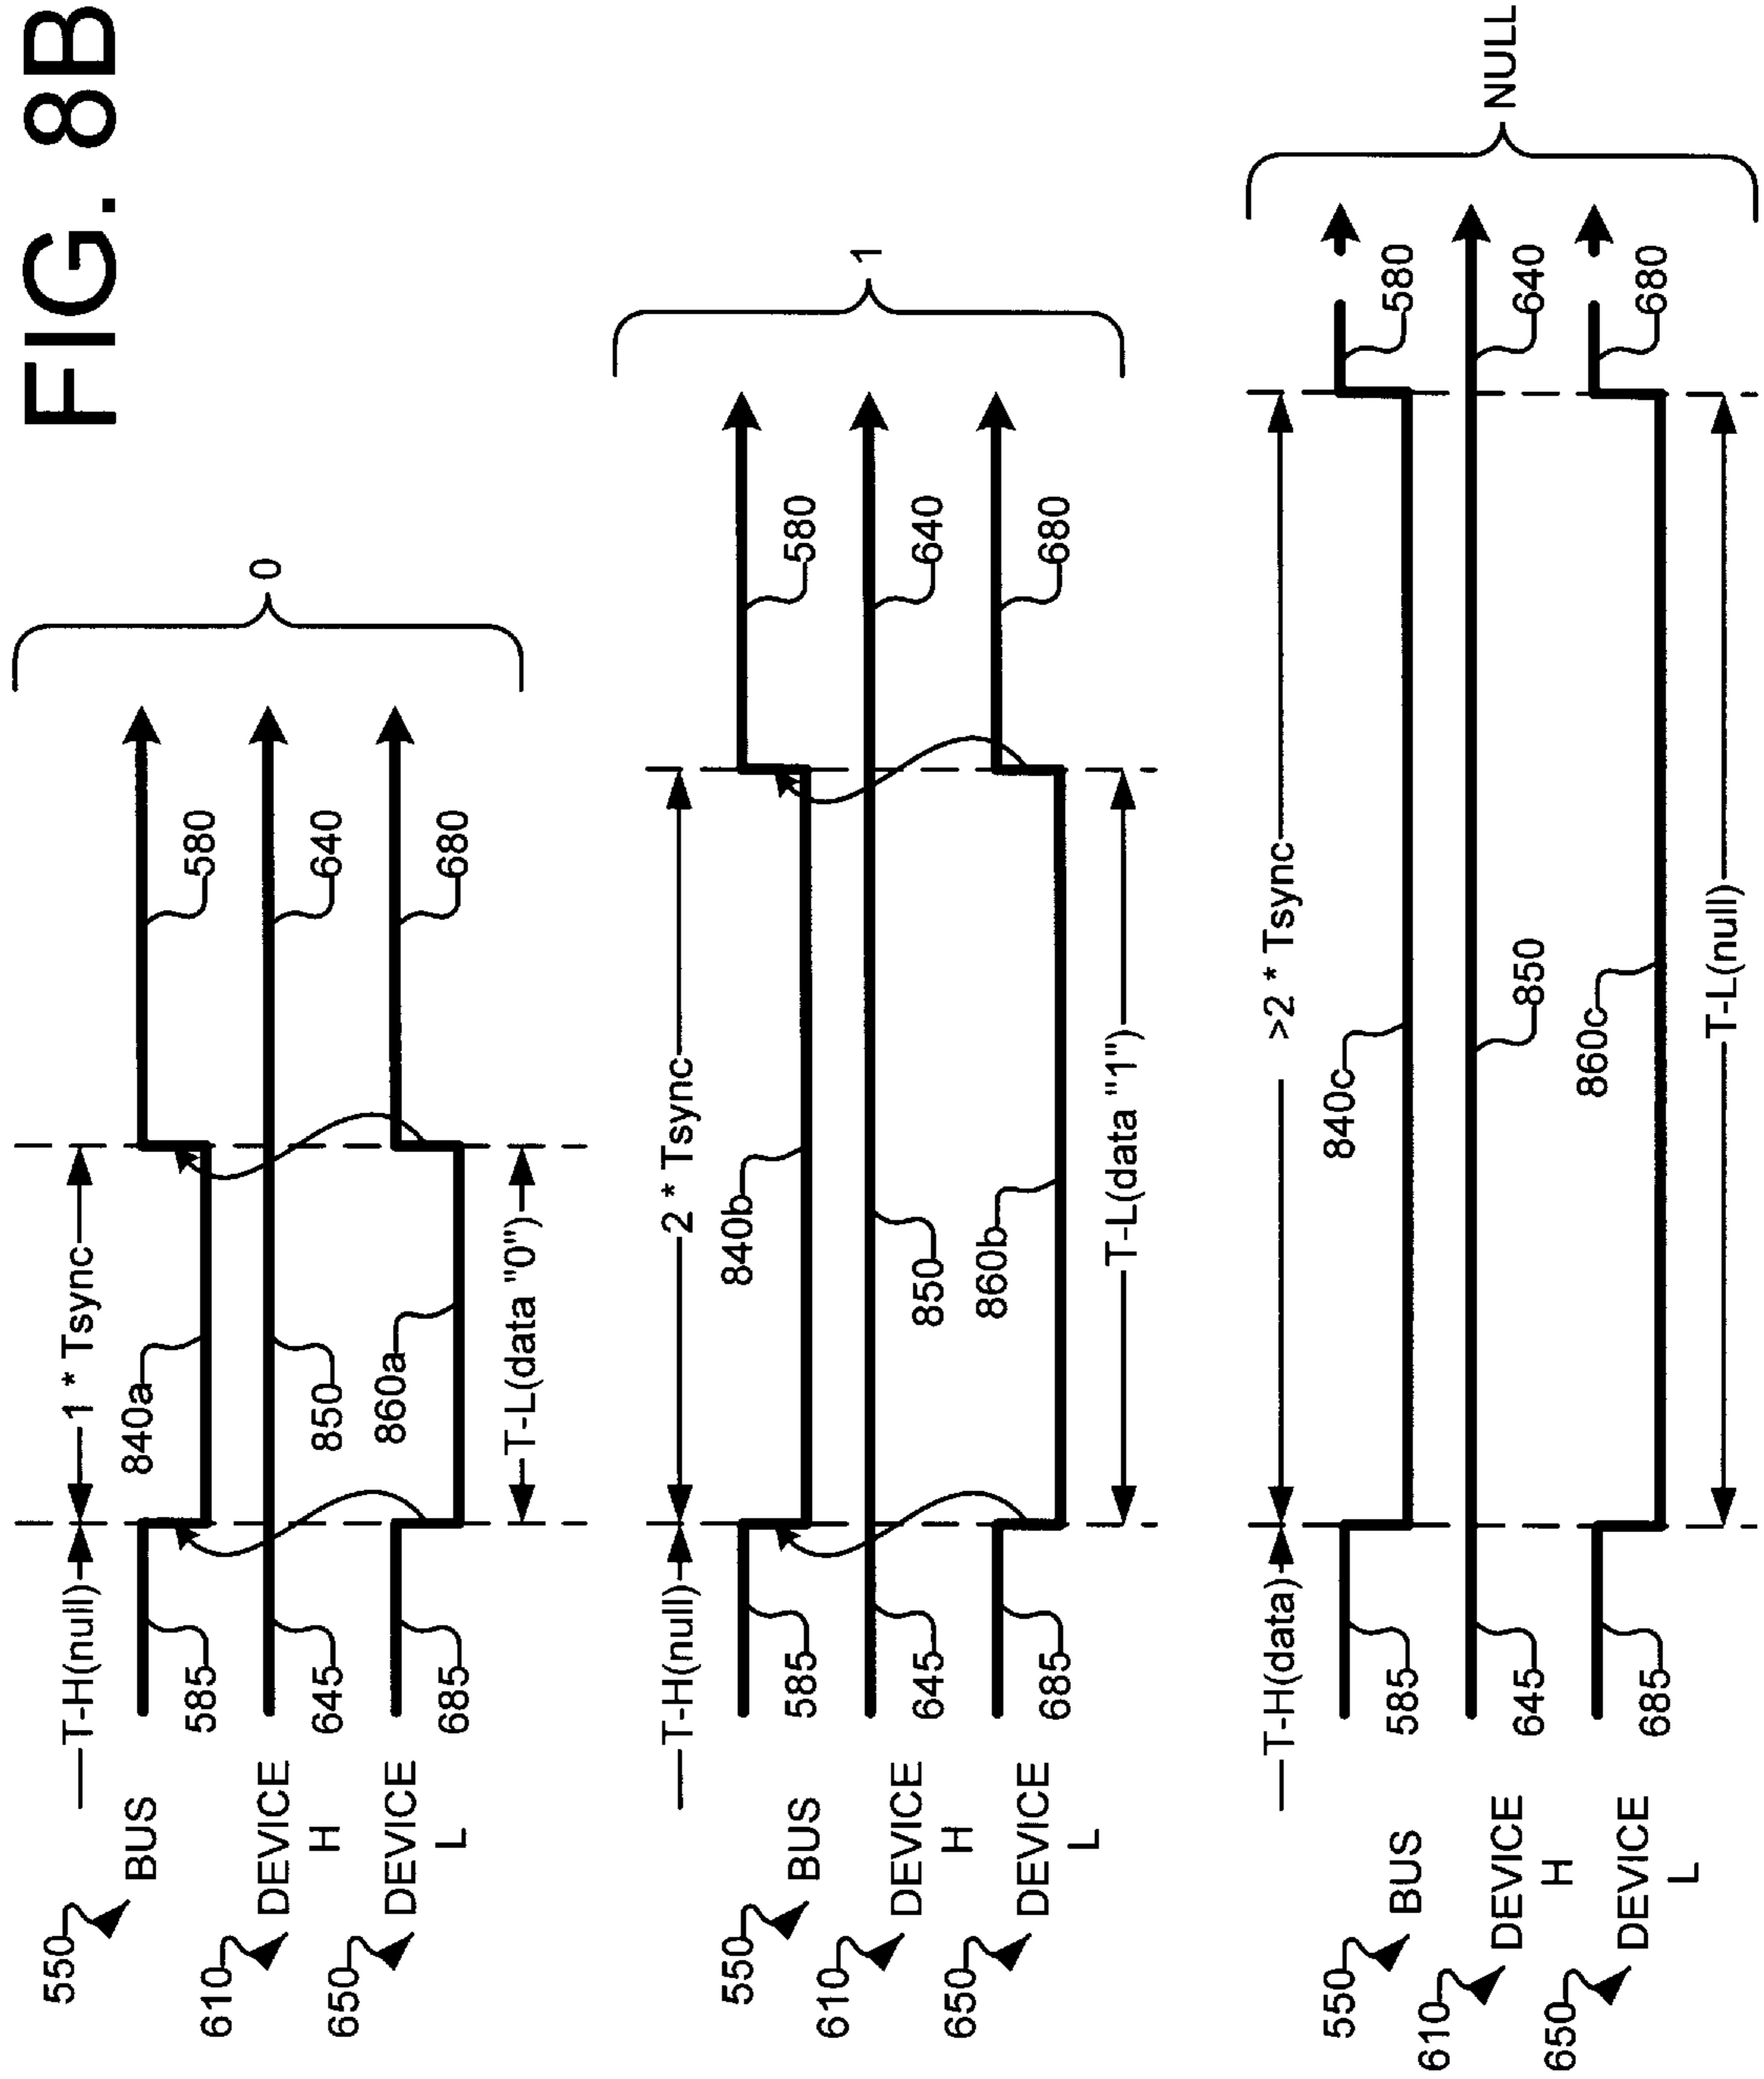 FIG. 8B
T-H(null) 1 * Tsync
550 BUS 585 840a 580
610 DEVICE H 645 850 640
650 DEVICE L 685 860a 680
T-L(data "0")
0
T-H(null) 2 * Tsync
550 BUS 585 840b 580
610 DEVICE H 645 850 640
650 DEVICE L 685 860b 680
T-L(data "1")
1
T-H(data) >2 * Tsync
550 BUS 585 840c 580
610 DEVICE H 645 850 640
650 DEVICE L 685 860c 680
T-L(null)
NULL